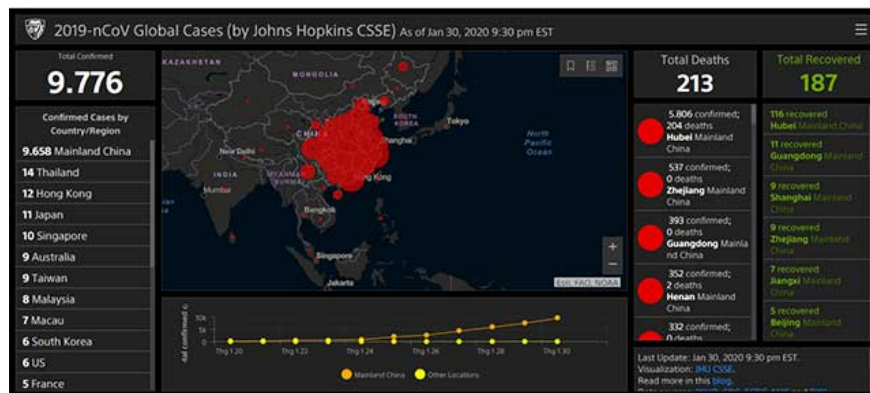 2019-nCoV Global Cases (by Johns Hopkins CSSE) As of Jan 30, 2020 9:30 pm EST
Total Confirmed
9.776
Confirmed Cases by
Country/Region
9.658 Mainland China
14 Thailand
12 Hong Kong
11 Japan
10 Singapore
9 Australia
9 Taiwan
8 Malaysia
7 Macau
6 South Korea
6 US
5 France
KAZAKHSTAN
MONGOLIA
CHINA
SOUTH
KOREA
Tokyo
North
Pacific
Ocean
New Delhi
INDIA
Mumbai
Bangkok
Singapore
Jakarta
Esri, FAO, NOAA
10k
5k
0
Thg 1.20
Thg 1.22
Thg 1.24
Thg 1.26
Thg 1.28
Thg 1.30
Mainland China
Other Locations
Total Deaths
213
5.806 confirmed;
204 deaths
Hubei Mainland
China
537 confirmed;
0 deaths
Zhejiang Mainland
China
393 confirmed;
0 deaths
Guangdong Mainla
nd China
352 confirmed;
2 deaths
Henan Mainland
China
332 confirmed;
0 deaths
Total Recovered
187
116 recovered
Hubei Mainland China
11 recovered
Guangdong Mainland
China
9 recovered
Shanghai Mainland
China
9 recovered
Zhejiang Mainland
China
7 recovered
Jiangxi Mainland
China
5 recovered
Beijing Mainland
China
Last Update: Jan 30, 2020 9:30 pm EST.
Visualization: JHU CSSE.
Read more in this blog.